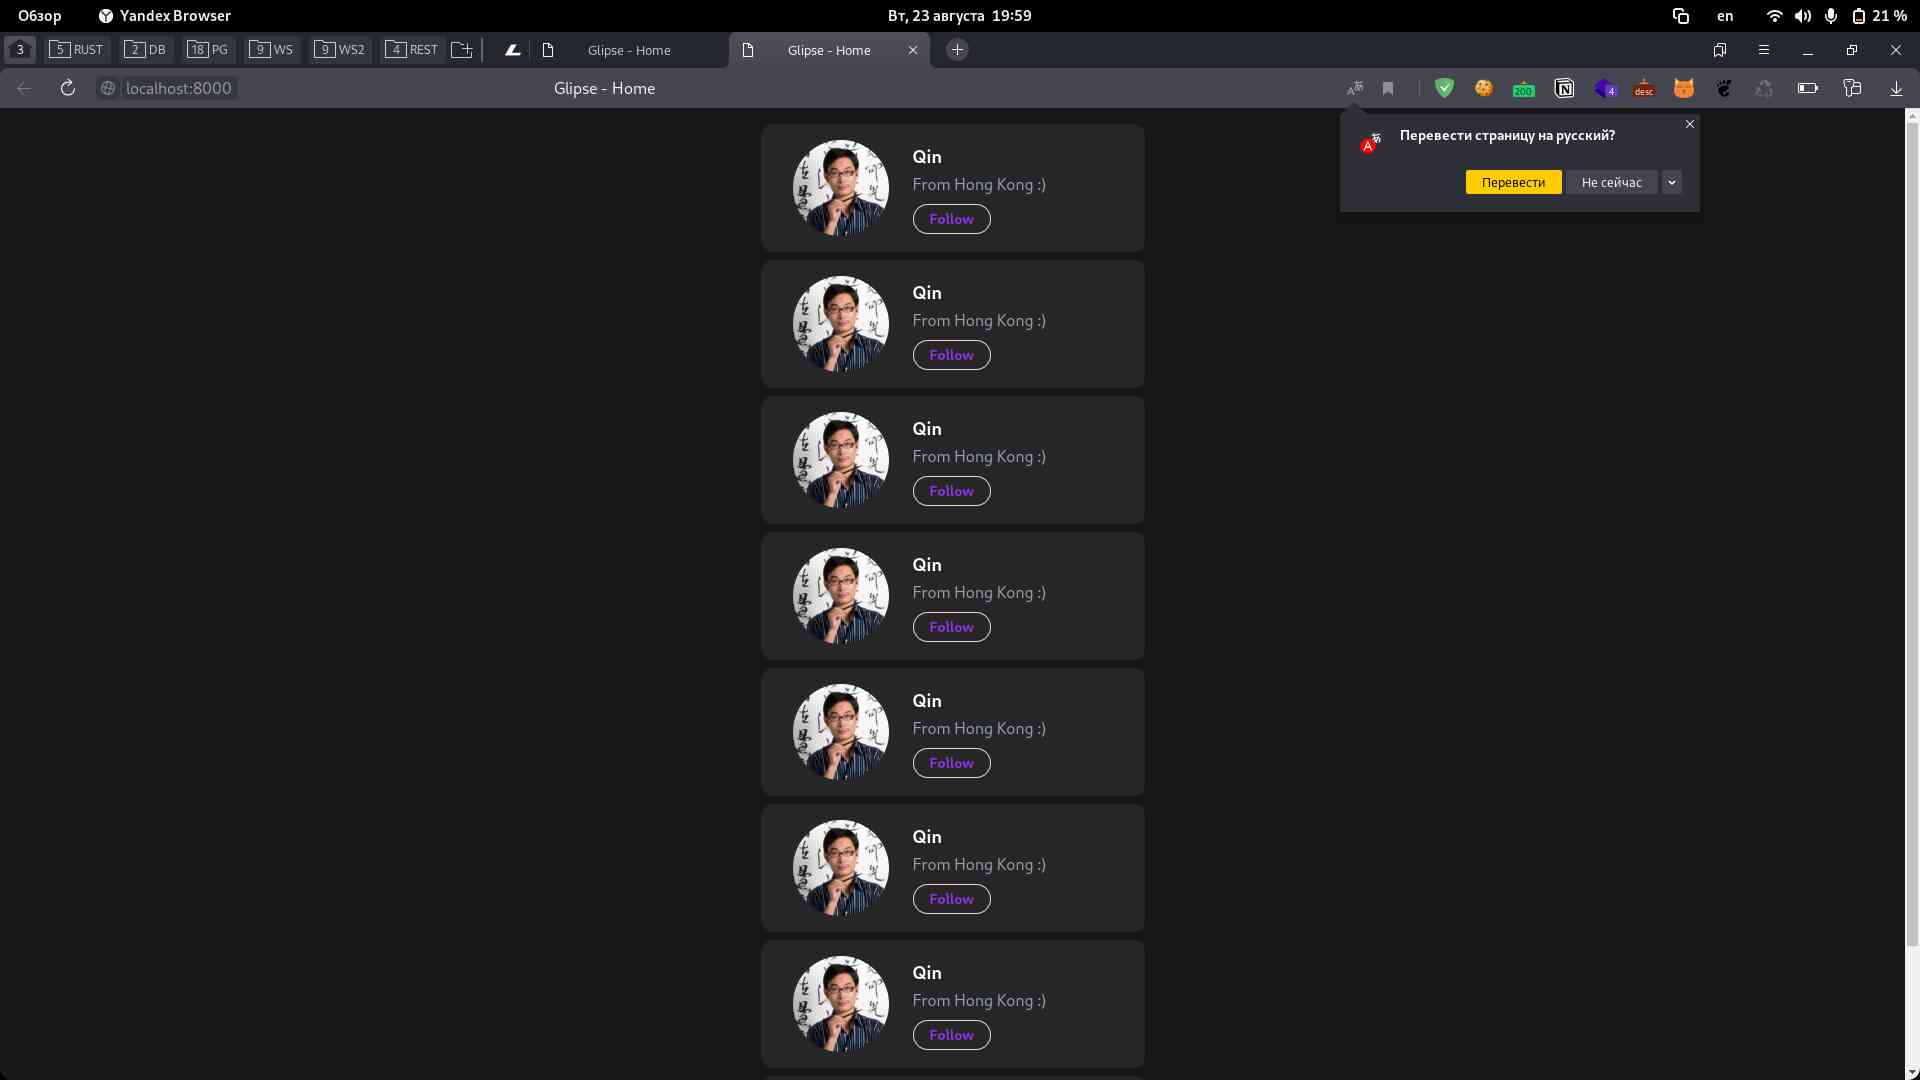 Обзор Yandex Browser Вт, 23 августа 19:59 en 21 %
3 5 RUST 2 DB 18 PG 9 WS 9 WS2 4 REST Glipse - Home Glipse - Home
localhost:8000 Glipse - Home 200 4 desc
Перевести страницу на русский?
Перевести Не сейчас
Qin
From Hong Kong :)
Follow
Qin
From Hong Kong :)
Follow
Qin
From Hong Kong :)
Follow
Qin
From Hong Kong :)
Follow
Qin
From Hong Kong :)
Follow
Qin
From Hong Kong :)
Follow
Qin
From Hong Kong :)
Follow